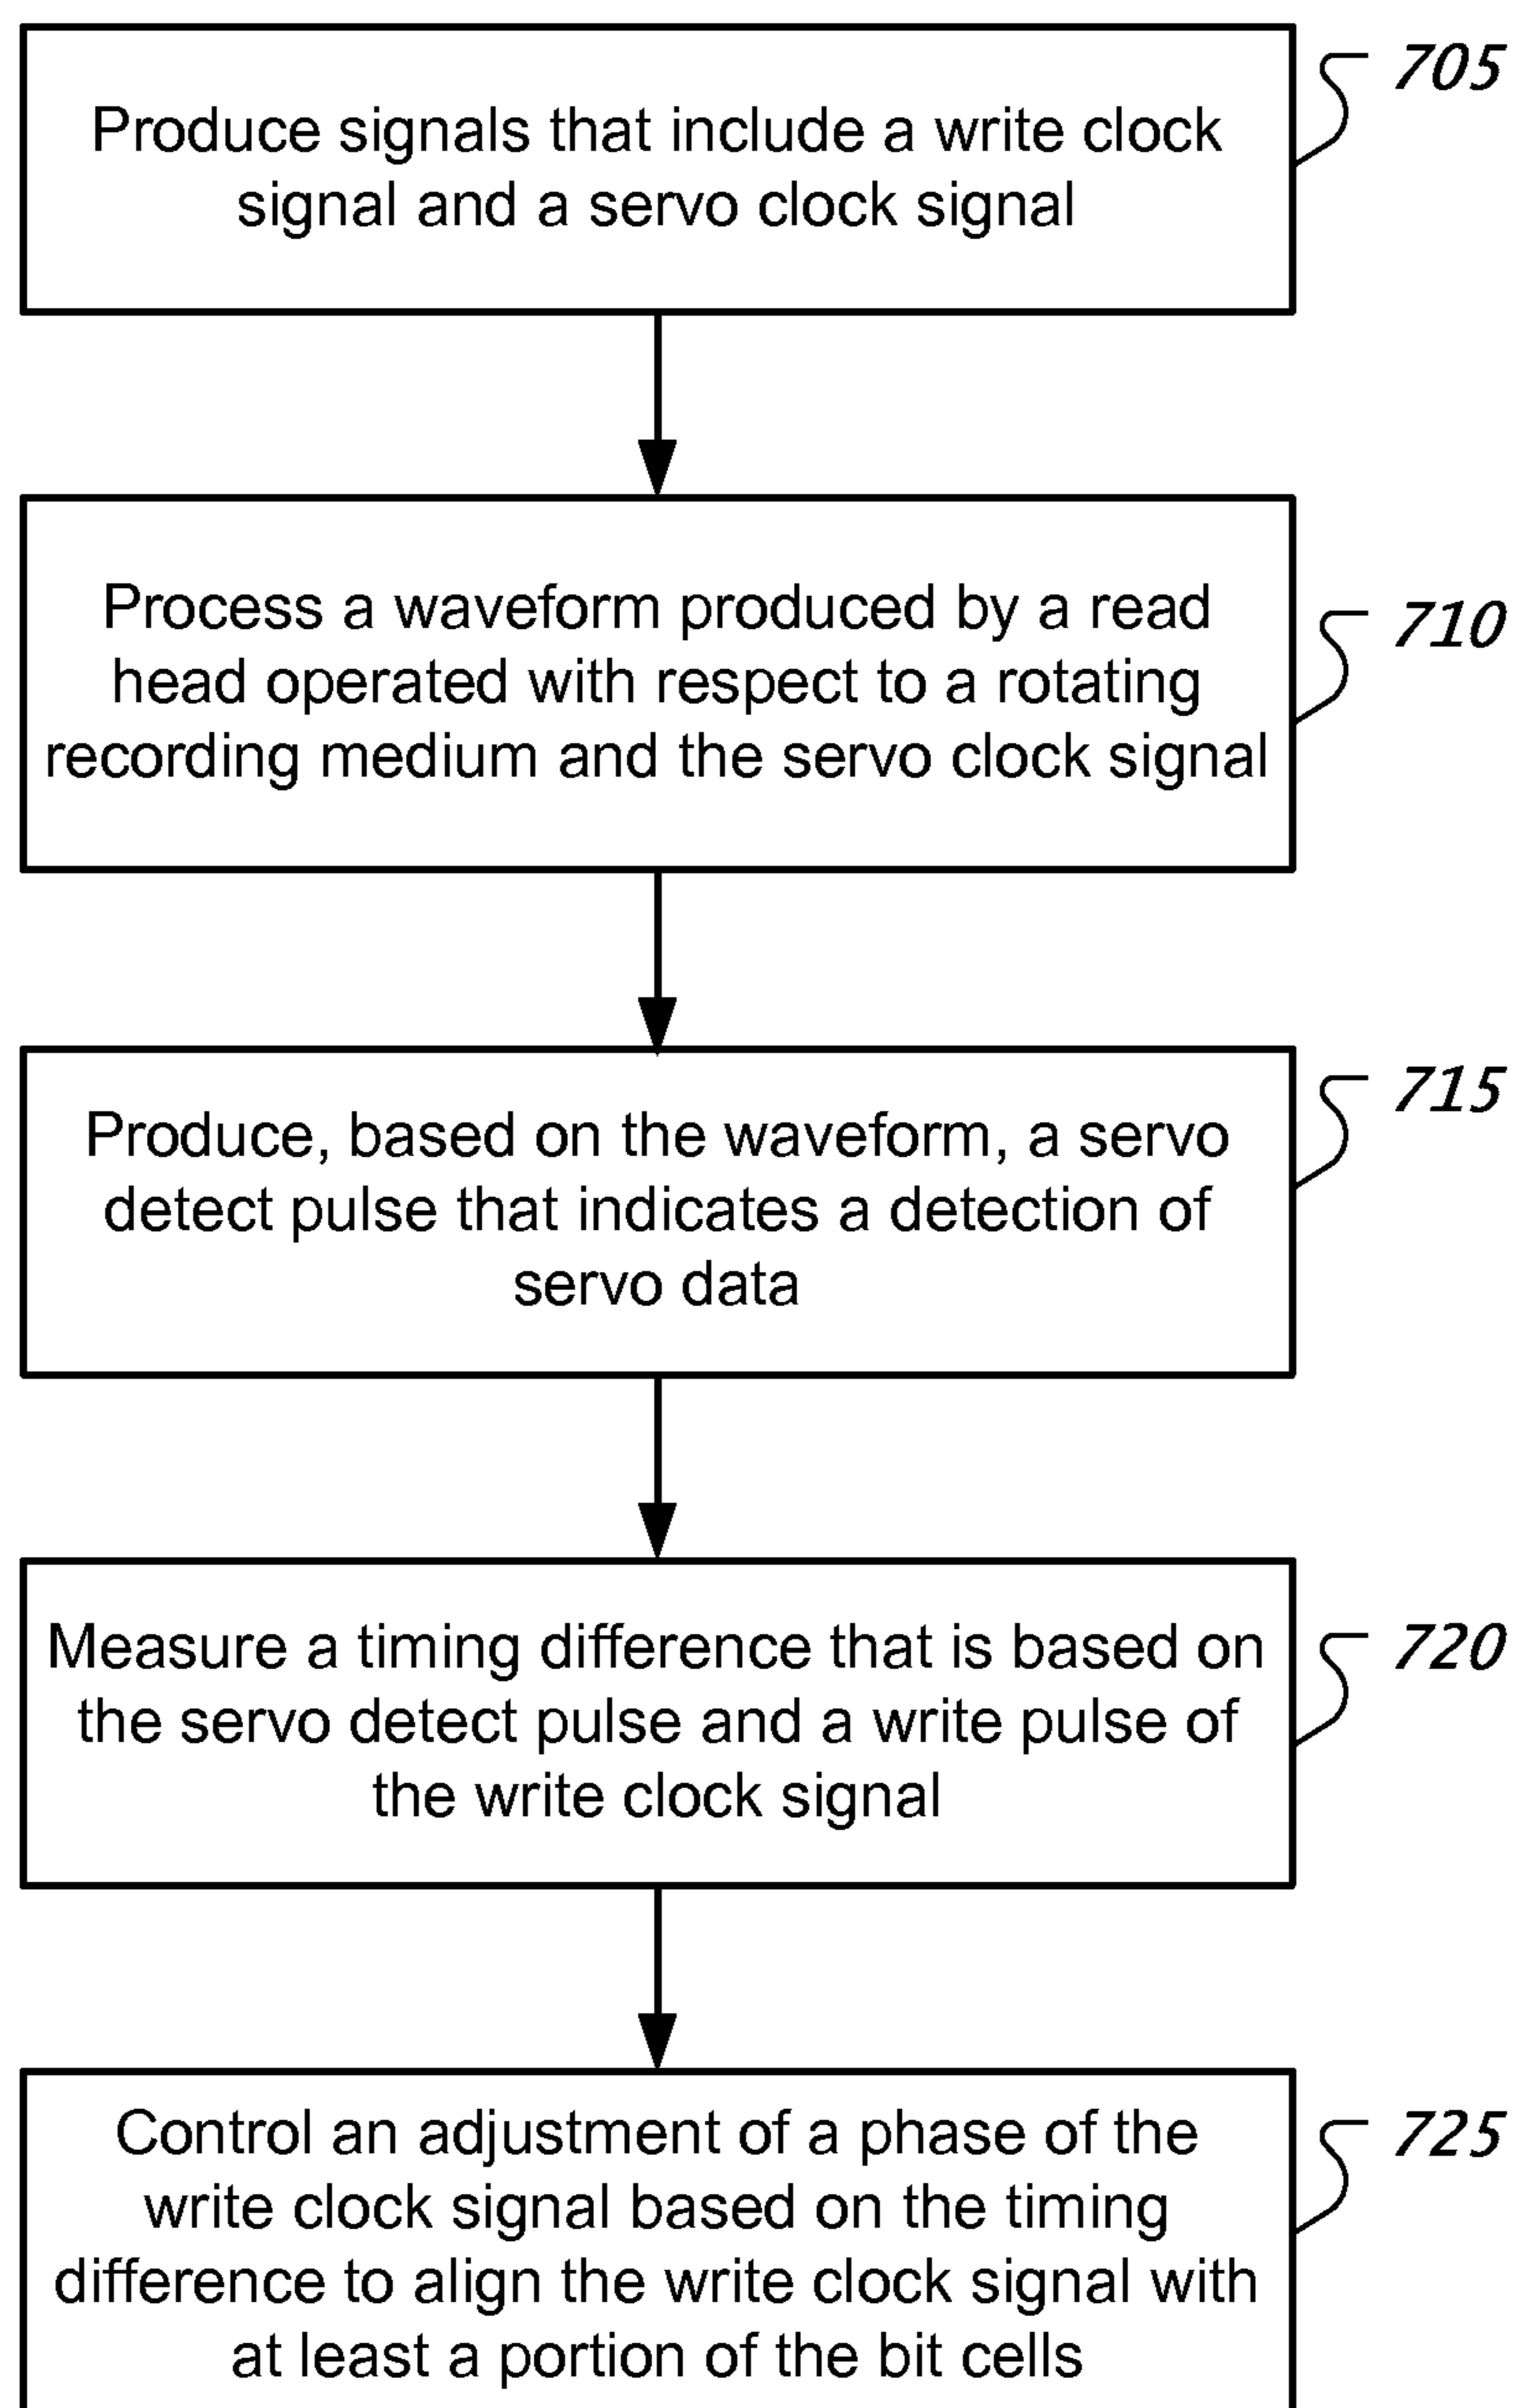 705
Produce signals that include a write clock
signal and a servo clock signal
710
Process a waveform produced by a read
head operated with respect to a rotating
recording medium and the servo clock signal
715
Produce, based on the waveform, a servo
detect pulse that indicates a detection of
servo data
720
Measure a timing difference that is based on
the servo detect pulse and a write pulse of
the write clock signal
725
Control an adjustment of a phase of the
write clock signal based on the timing
difference to align the write clock signal with
at least a portion of the bit cells